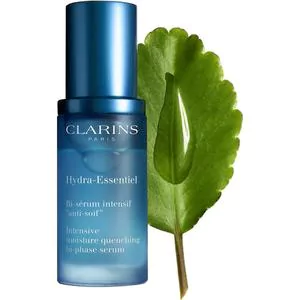 CLARINS
PARIS
Hydra-Essentiel
Bi-sérum intensif
"anti-soif"
Intensive
moisture quenching
bi-phase serum